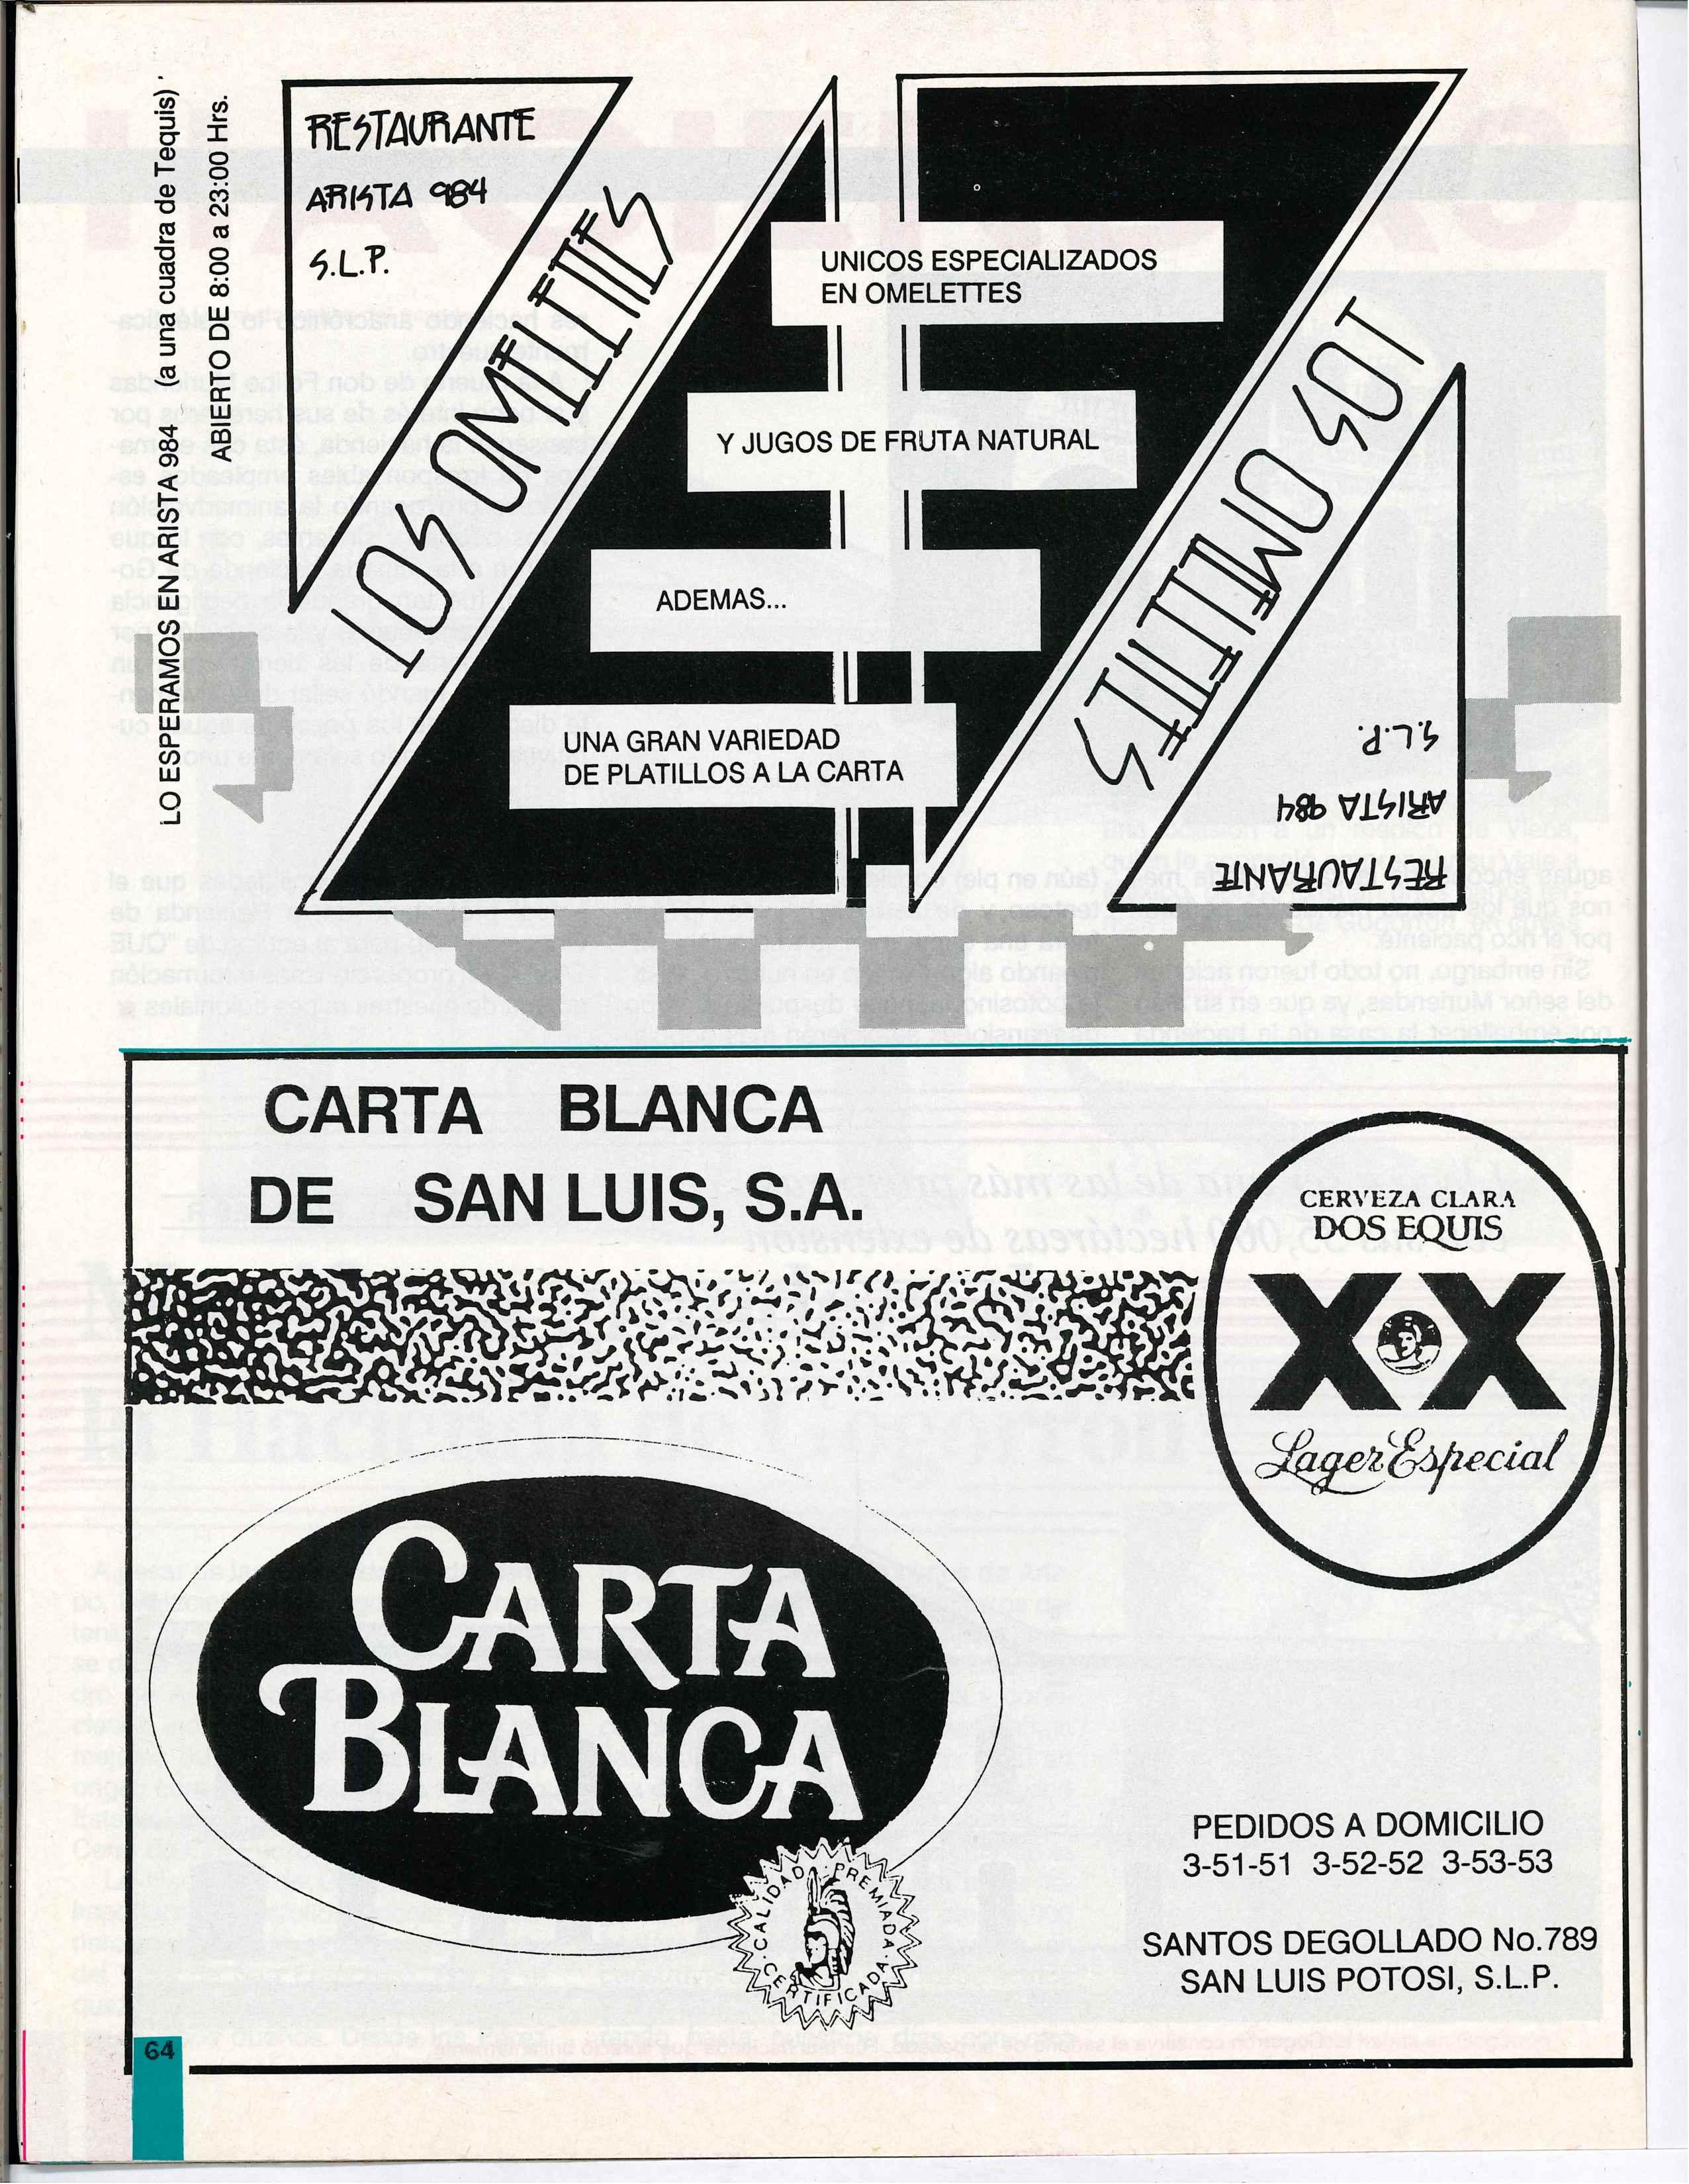 LO ESPERAMOS EN ARISTA 984 (a una cuadra de Tequis)
ABIERTO DE 8:00 a 23:00 Hrs.
RESTAURANTE
ARISTA 984
S.L.P.
LOS OMELETTES
UNICOS ESPECIALIZADOS
EN OMELETTES
Y JUGOS DE FRUTA NATURAL
ADEMAS...
UNA GRAN VARIEDAD
DE PLATILLOS A LA CARTA
LOS OMELETTES
RESTAURANTE
ARISTA 984
S.L.P.
CARTA BLANCA
DE SAN LUIS, S.A.
CERVEZA CLARA
DOS EQUIS
XX
Lager Especial
CARTA
BLANCA
CALIDAD PREMIADA
CERTIFICADA
PEDIDOS A DOMICILIO
3-51-51 3-52-52 3-53-53
SANTOS DEGOLLADO No.789
SAN LUIS POTOSI, S.L.P.
64